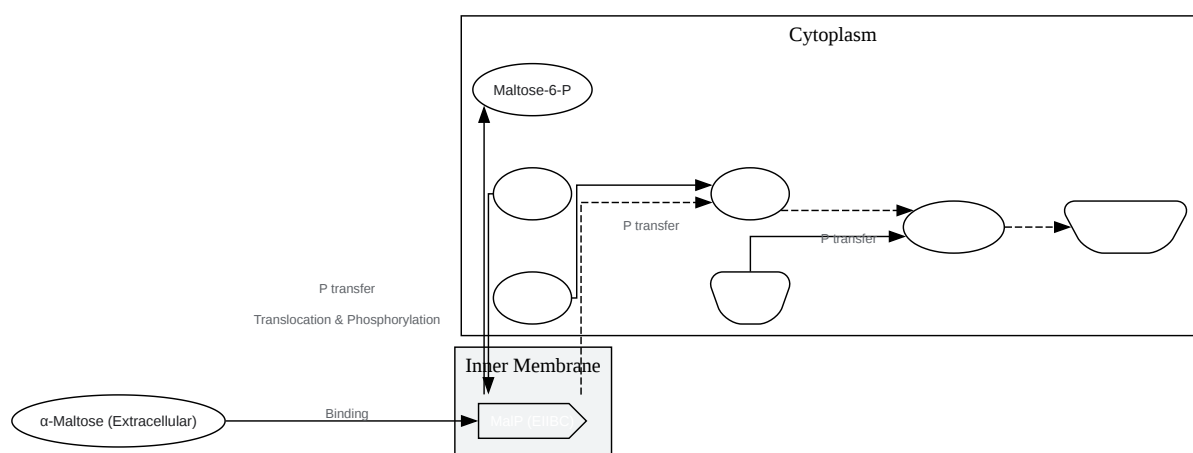 Cytoplasm
Maltose-6-P
P transfer
P transfer
P transfer
Translocation & Phosphorylation
Inner Membrane
α-Maltose (Extracellular)
Binding
MalP (EIIBC)